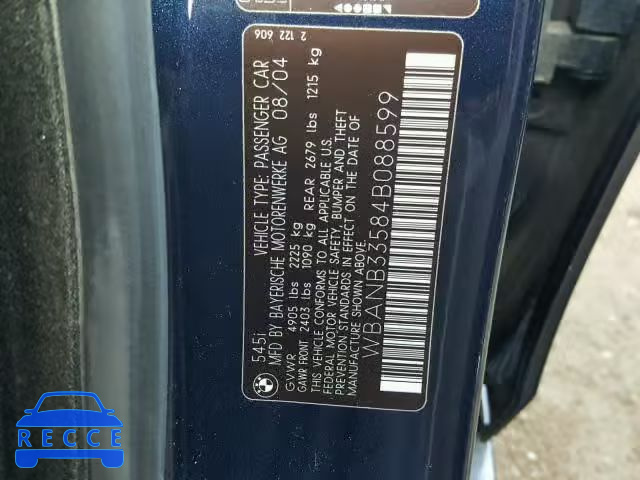 545i VEHICLE TYPE: PASSENGER CAR
MFD BY BAYERISCHE MOTORENWERKE AG 08/04
GVWR 4905 lbs 2225 kg
GAWR FRONT 2403 lbs 1090 kg REAR 2679 lbs 1215 kg
THIS VEHICLE CONFORMS TO ALL APPLICABLE U.S.
FEDERAL MOTOR VEHICLE SAFETY, BUMPER AND THEFT
PREVENTION STANDARDS IN EFFECT ON THE DATE OF
MANUFACTURE SHOWN ABOVE
WBANB33584B088599
2 122 606
RECCE